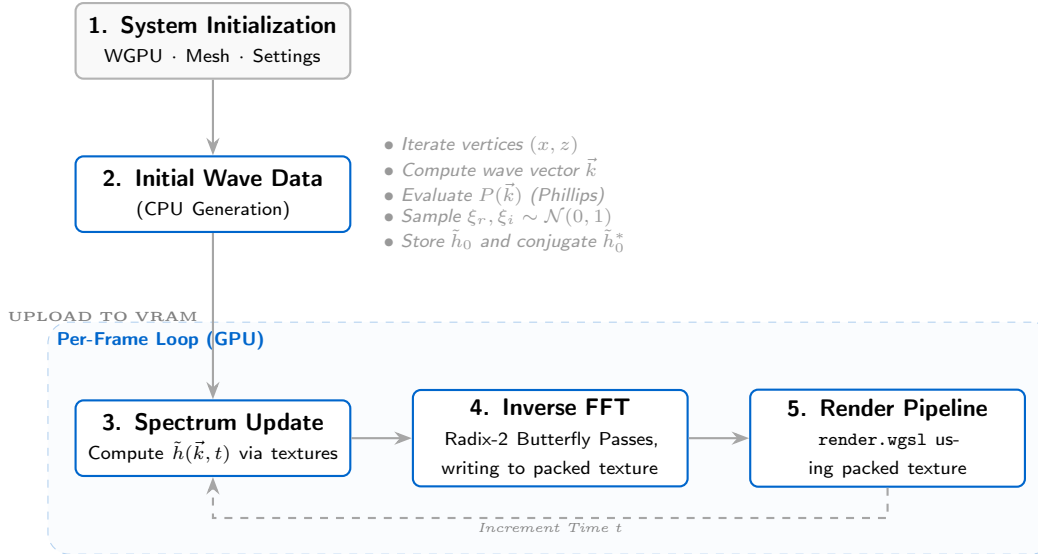 1. System Initialization
WGPU · Mesh · Settings
2. Initial Wave Data
(CPU Generation)
• Iterate vertices (x, z)
• Compute wave vector k⃗
• Evaluate P(k⃗) (Phillips)
• Sample ξ_r, ξ_i ∼ 𝒩(0, 1)
• Store h̃_0 and conjugate h̃_0^*
UPLOAD TO VRAM
Per-Frame Loop (GPU)
3. Spectrum Update
Compute h̃(k⃗, t) via textures
4. Inverse FFT
Radix-2 Butterfly Passes,
writing to packed texture
5. Render Pipeline
render.wgsl us-
ing packed texture
Increment Time t